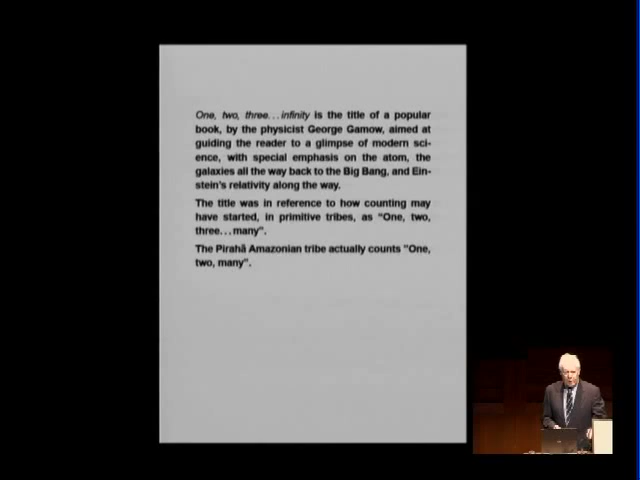 One, two, three...infinity is the title of a popular
book, by the physicist George Gamow, aimed at
guiding the reader to a glimpse of modern sci-
ence, with special emphasis on the atom, the
galaxies all the way back to the Big Bang, and Ein-
stein's relativity along the way.
The title was in reference to how counting may
have started, in primitive tribes, as "One, two,
three...many".
The Pirahã Amazonian tribe actually counts "One,
two, many".